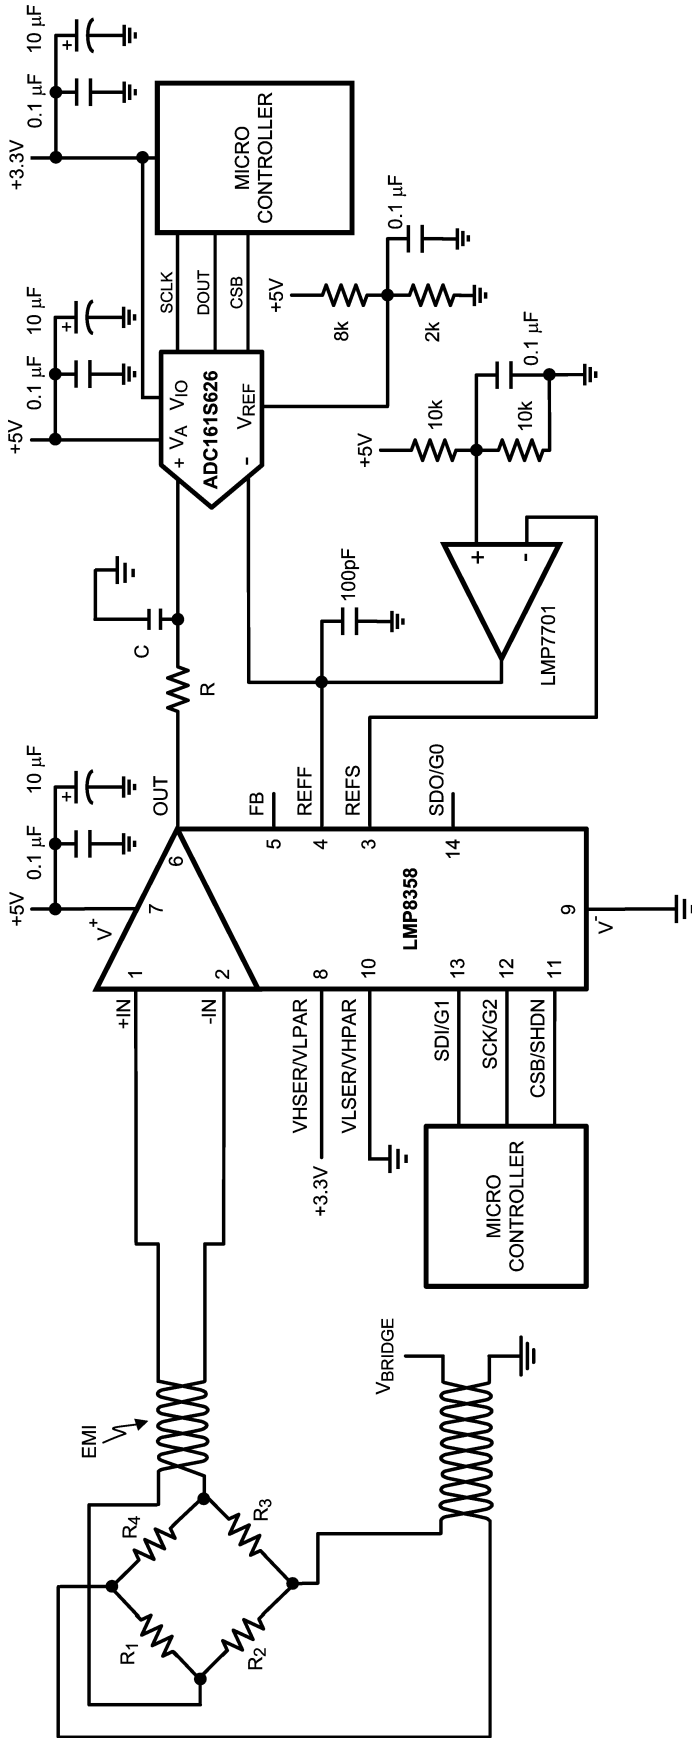 EMI
R1
R4
R2
R3
VBRIDGE
+IN
-IN
1
2
+5V
0.1 µF
10 µF
+
V+
7
6
OUT
VHSER/VLPAR
+3.3V
8
VLSER/VHPAR
10
SDI/G1
13
SCK/G2
12
CSB/SHDN
11
MICRO
CONTROLLER
LMP8358
FB
5
REFF
4
REFS
3
SDO/G0
14
9
V-
R
C
100pF
LMP7701
+
-
+5V
10k
10k
0.1 µF
+5V
0.1 µF
10 µF
+
VA
VIO
+
-
ADC161S626
VREF
SCLK
DOUT
CSB
+5V
8k
2k
0.1 µF
+3.3V
0.1 µF
10 µF
+
MICRO
CONTROLLER